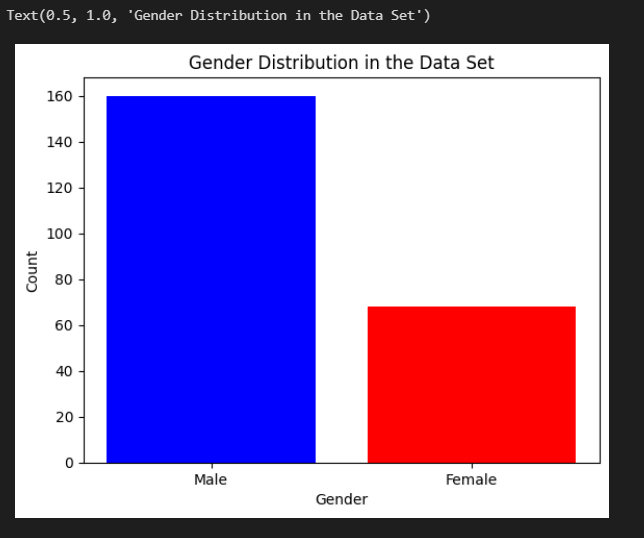 Text(0.5, 1.0, 'Gender Distribution in the Data Set')
Gender Distribution in the Data Set
160
140
120
100
80
60
40
20
0
Count
Male Female
Gender